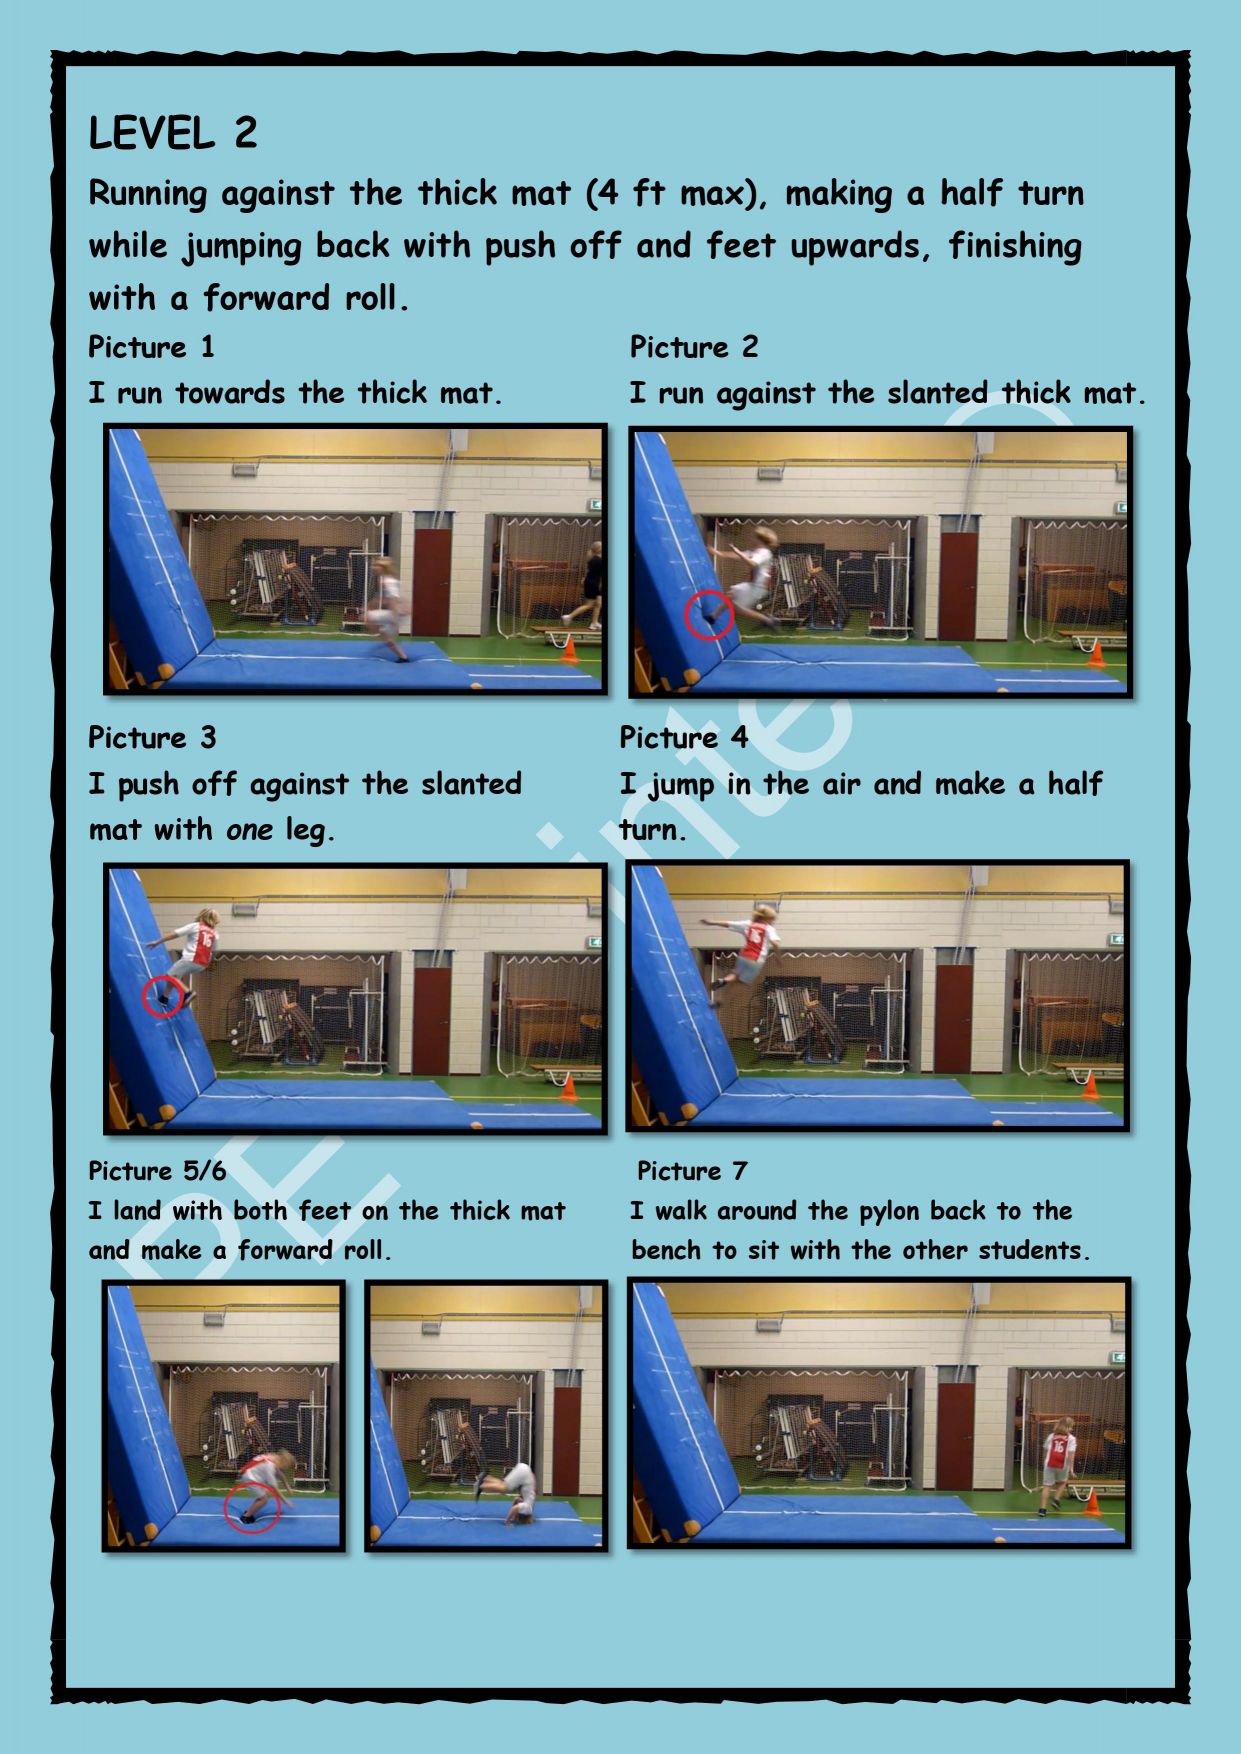 LEVEL 2
Running against the thick mat (4 ft max), making a half turn
while jumping back with push off and feet upwards, finishing
with a forward roll.
Picture 1
I run towards the thick mat.
Picture 2
I run against the slanted thick mat.
Picture 3
I push off against the slanted
mat with one leg.
Picture 4
I jump in the air and make a half
turn.
Picture 5/6
I land with both feet on the thick mat
and make a forward roll.
Picture 7
I walk around the pylon back to the
bench to sit with the other students.
16
16
16